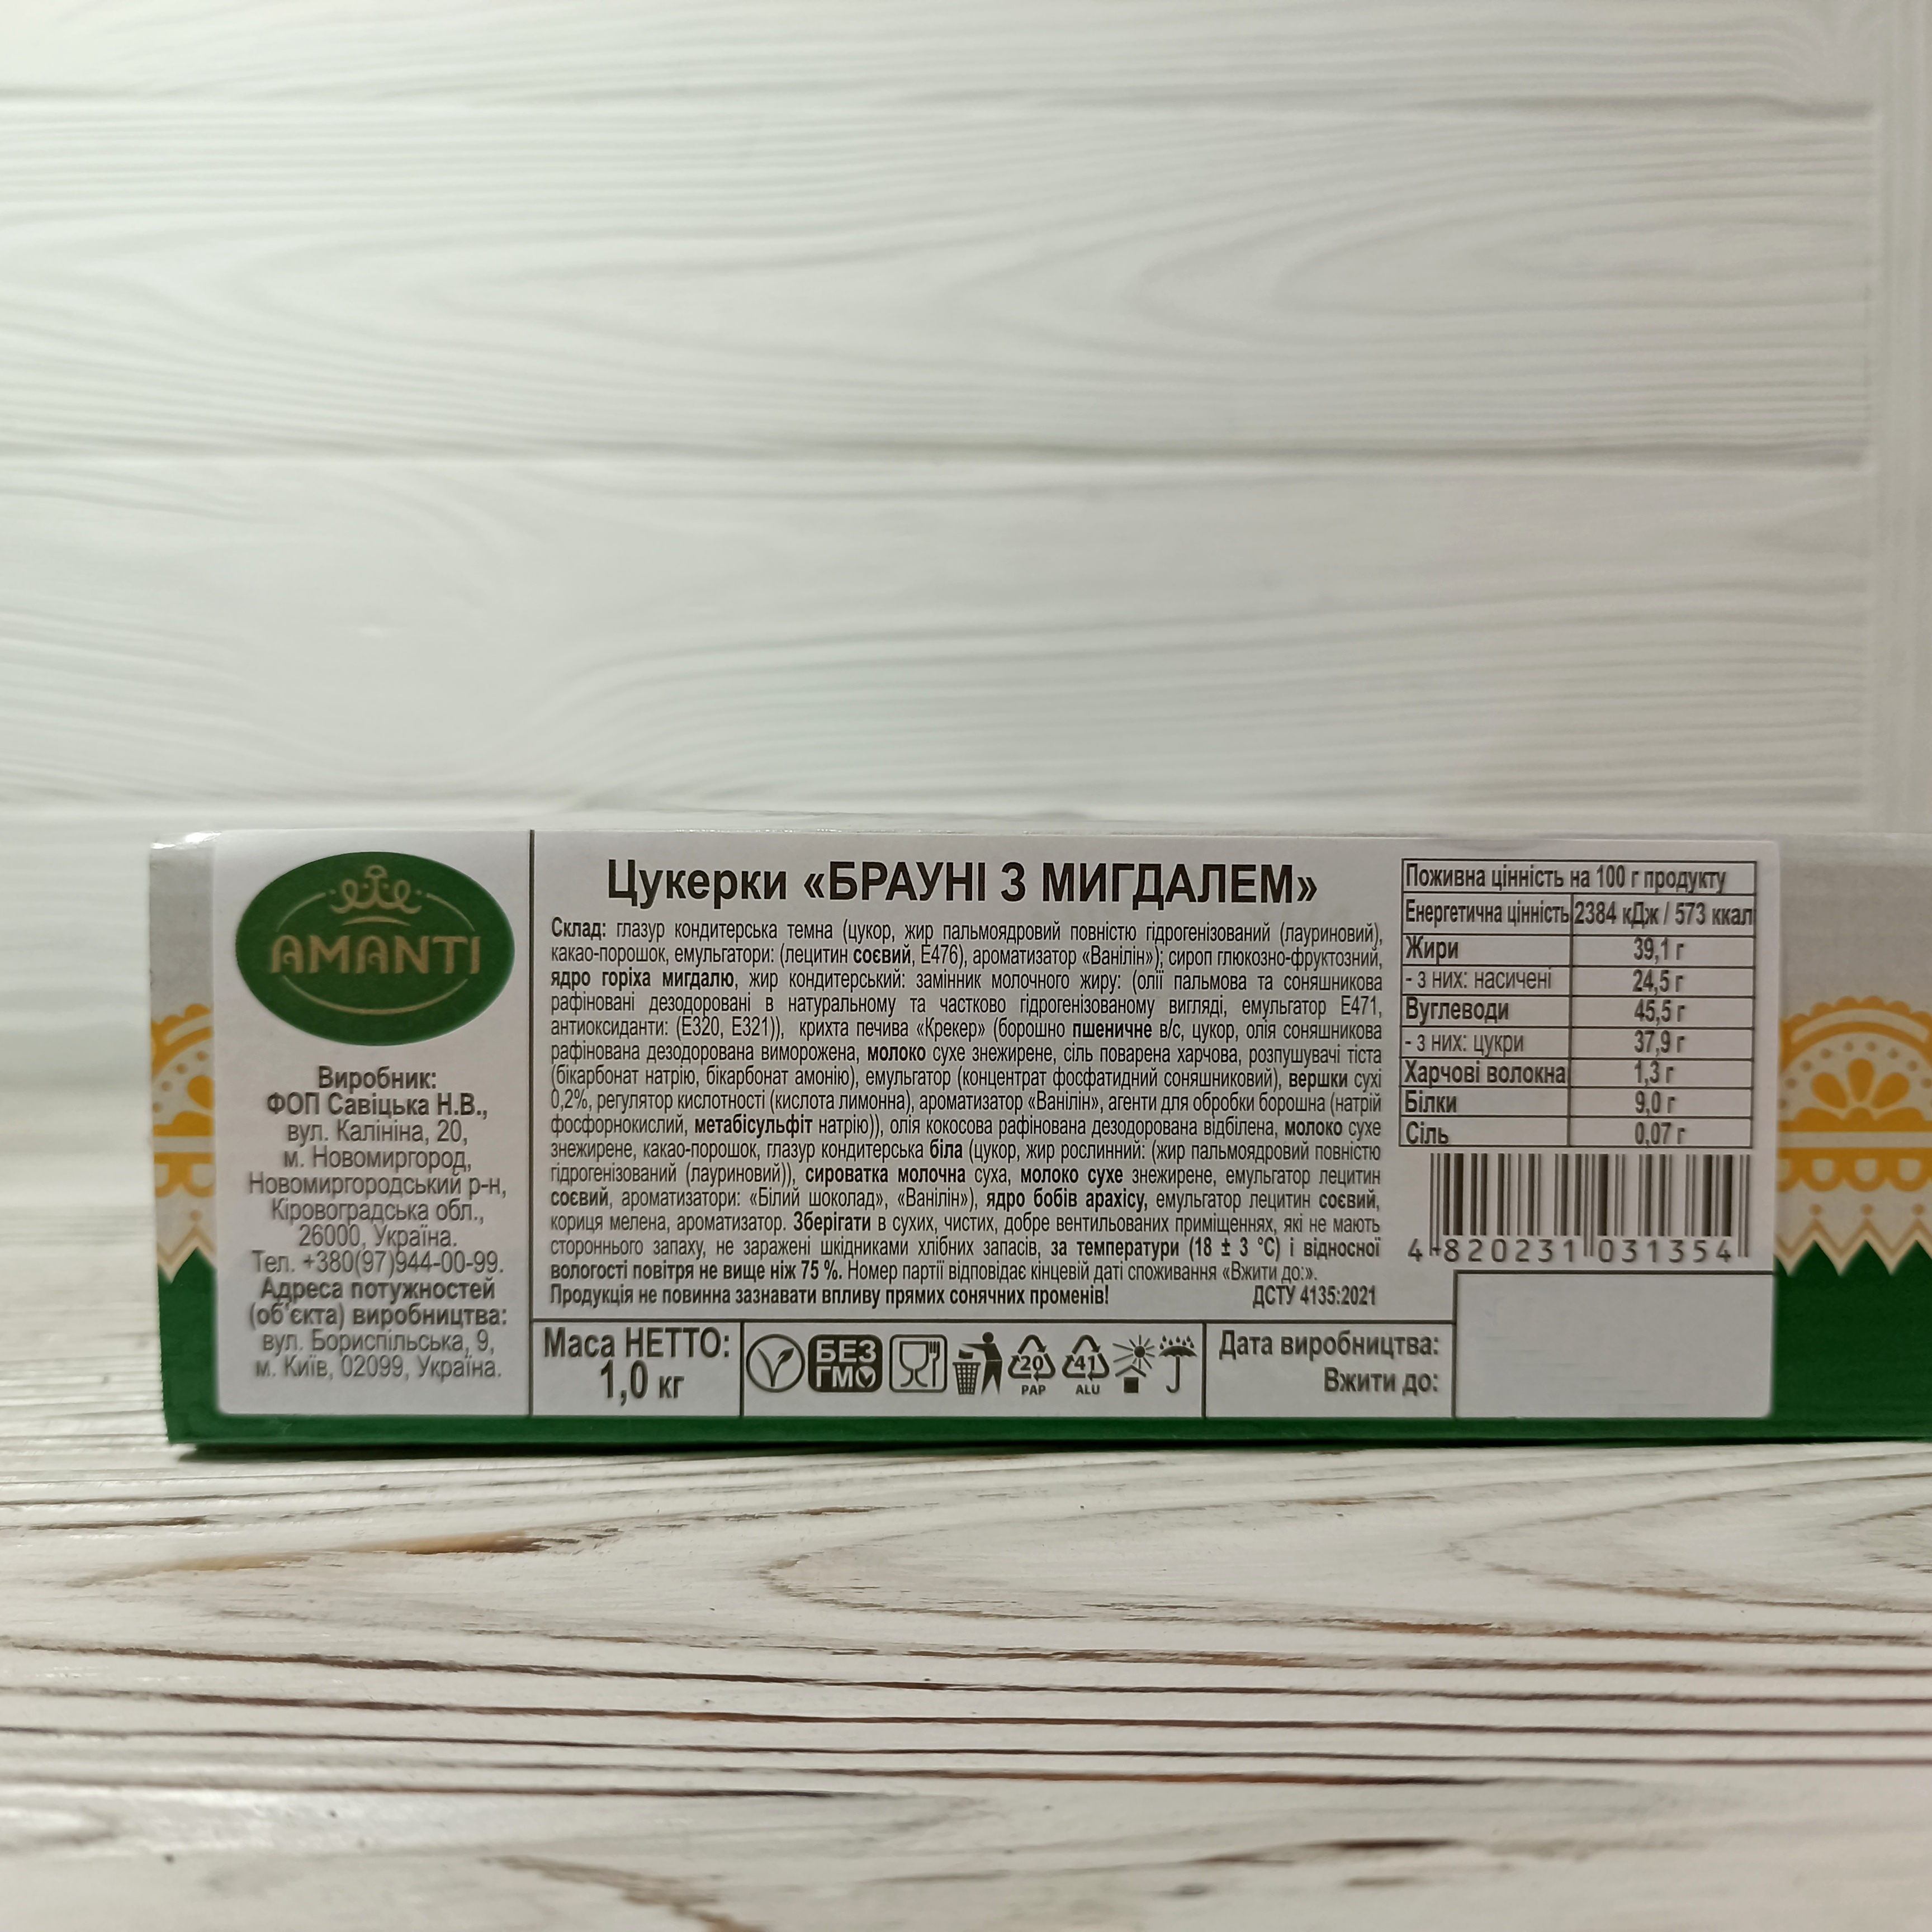 AMANTI
Виробник:
ФОП Савіцька Н.В.,
вул. Калініна, 20,
м. Новомиргород,
Новомиргородський р-н,
Кіровоградська обл.,
26000, Україна.
Тел. +380(97)944-00-99.
Адреса потужностей
(об'єкта) виробництва:
вул. Бориспільська, 9,
м. Київ, 02099, Україна.
Цукерки «БРАУНІ З МИГДАЛЕМ»
Склад: глазур кондитерська темна (цукор, жир пальмоядровий повністю гідрогенізований (лауриновий),
какао-порошок, емульгатори: (лецитин соєвий, Е476), ароматизатор «Ванілін»); сироп глюкозно-фруктозний,
ядро горіха мигдалю, жир кондитерський: замінник молочного жиру: (олії пальмова та соняшникова
рафіновані дезодоровані в натуральному та частково гідрогенізованому вигляді, емульгатор Е471,
антиоксиданти: (Е320, Е321)), крихта печива «Крекер» (борошно пшеничне в/с, цукор, олія соняшникова
рафінована дезодорована виморожена, молоко сухе знежирене, сіль поварена харчова, розпушувачі тіста
(бікарбонат натрію, бікарбонат амонію), емульгатор (концентрат фосфатидний соняшниковий), вершки сухі
0,2%, регулятор кислотності (кислота лимонна), ароматизатор «Ванілін», агенти для обробки борошна (натрій
фосфорнокислий, метабісульфіт натрію)), олія кокосова рафінована дезодорована відбілена, молоко сухе
знежирене, какао-порошок, глазур кондитерська біла (цукор, жир рослинний: (жир пальмоядровий повністю
гідрогенізований (лауриновий)), сироватка молочна суха, молоко сухе знежирене, емульгатор лецитин
соєвий, ароматизатори: «Білий шоколад», «Ванілін»), ядро бобів арахісу, емульгатор лецитин соєвий,
кориця мелена, ароматизатор. Зберігати в сухих, чистих, добре вентильованих приміщеннях, які не мають
стороннього запаху, не заражені шкідниками хлібних запасів, за температури (18 ± 3 °С) і відносної
вологості повітря не вище ніж 75 %. Номер партії відповідає кінцевій даті споживання «Вжити до:».
Продукція не повинна зазнавати впливу прямих сонячних променів! ДСТУ 4135:2021
Маса НЕТТО:
1,0 кг
V
БЕЗ
ГМО
20
PAP
41
ALU
Дата виробництва:
Вжити до:
Поживна цінність на 100 г продукту
Енергетична цінність 2384 кДж / 573 ккал
Жири 39,1 г
- з них: насичені 24,5 г
Вуглеводи 45,5 г
- з них: цукри 37,9 г
Харчові волокна 1,3 г
Білки 9,0 г
Сіль 0,07 г
4 820231 031354